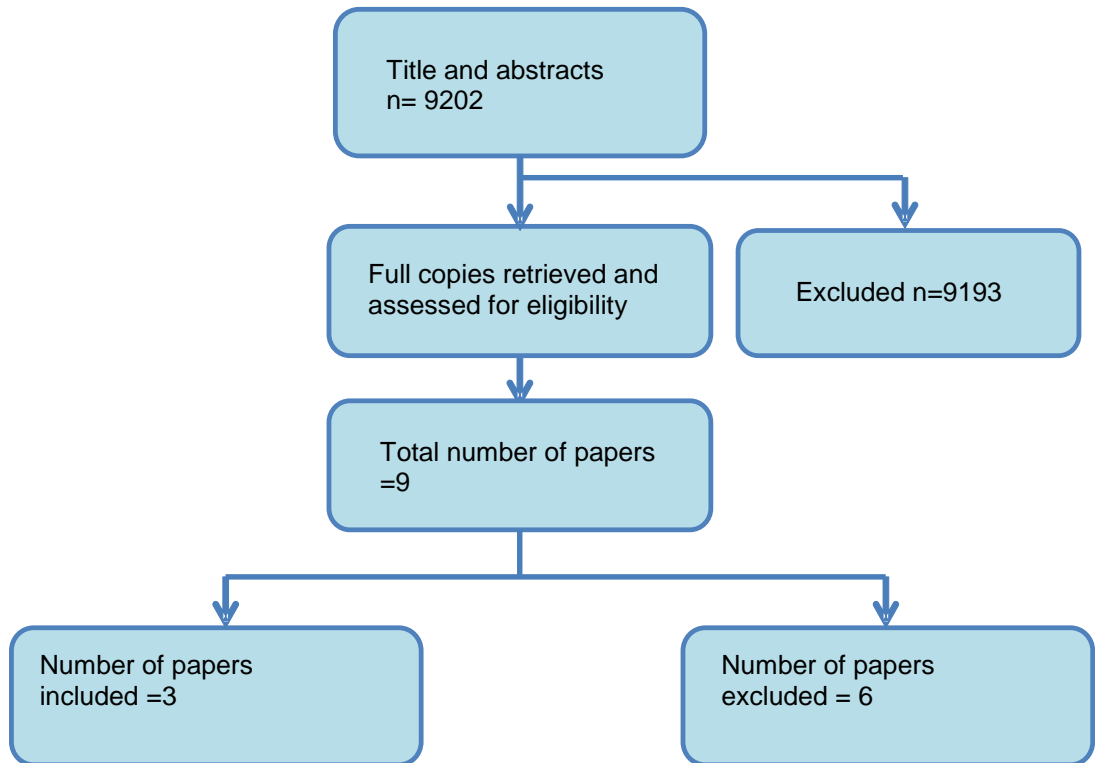 Title and abstracts
n= 9202
Full copies retrieved and
assessed for eligibility
Excluded n=9193
Total number of papers
=9
Number of papers
included =3
Number of papers
excluded = 6